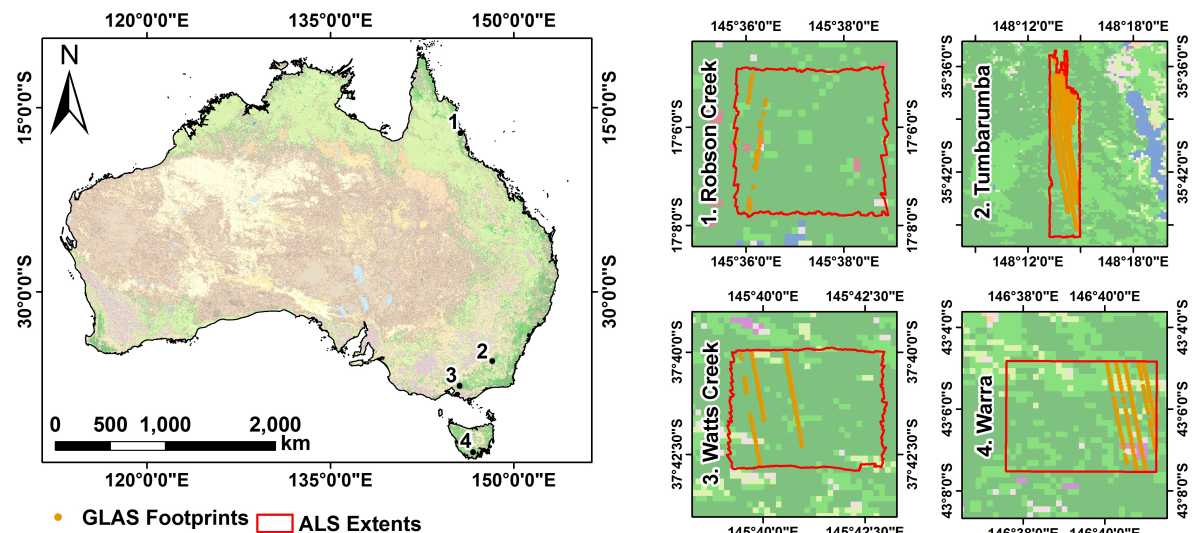 120°0'0"E 135°0'0"E 150°0'0"E
N
15°0'0"S
30°0'0"S
1
2
3
4
0 500 1,000 2,000
km
15°0'0"S
30°0'0"S
120°0'0"E 135°0'0"E 150°0'0"E
GLAS Footprints ALS Extents
145°36'0"E 145°38'0"E
1. Robson Creek
17°6'0"S
17°8'0"S
145°36'0"E 145°38'0"E
148°12'0"E 148°18'0"E
35°36'0"S
35°42'0"S
2. Tumbarumba
35°36'0"S
35°42'0"S
148°12'0"E 148°18'0"E
145°40'0"E 145°42'30"E
37°40'0"S
37°42'30"S
3. Watts Creek
37°40'0"S
37°42'30"S
145°40'0"E 145°42'30"E
146°38'0"E 146°40'0"E
43°4'0"S
43°6'0"S
43°8'0"S
4. Warra
43°4'0"S
43°6'0"S
43°8'0"S
146°38'0"E 146°40'0"E